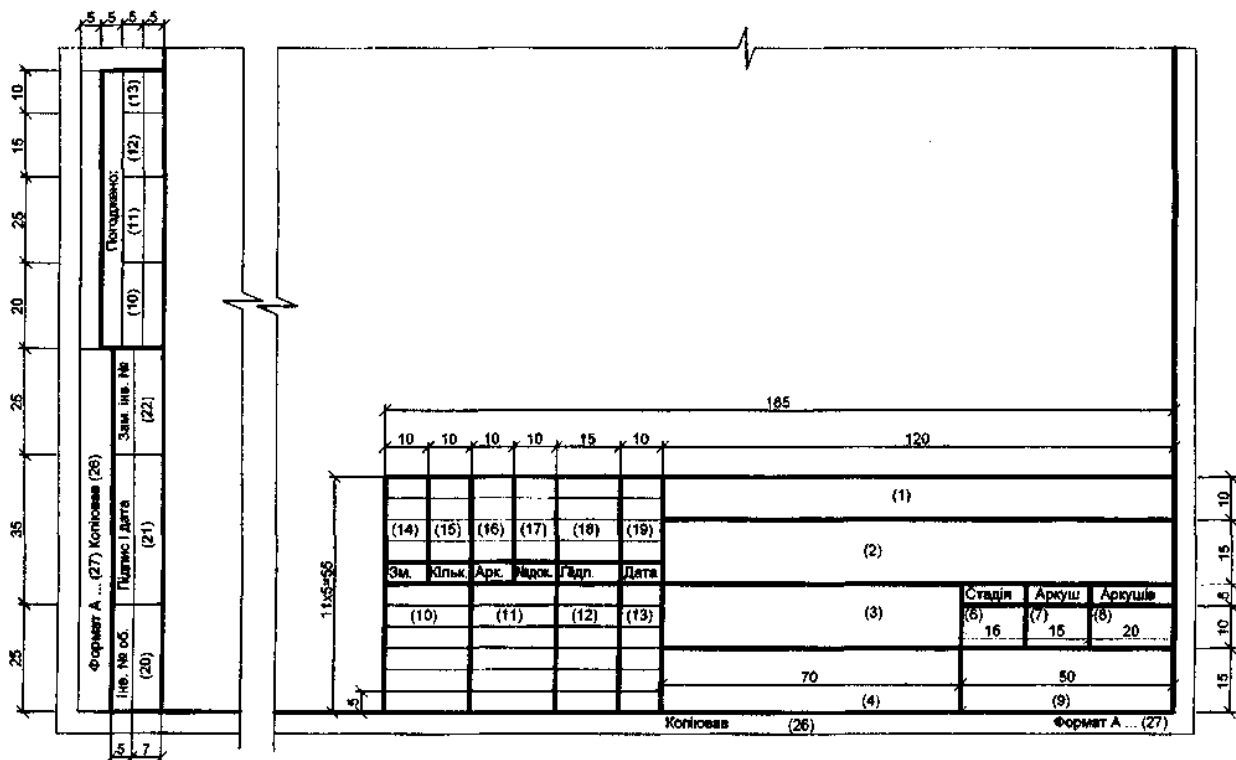 5 5 5 5
10
15
25
20
25
35
25
5 7
Погоджено:
(13)
(12)
(11)
(10)
Зам. інв. №
(22)
Підпис і дата
(21)
Інв. № об.
(20)
Формат А ... (27) Копіював (26)
185
10 10 10 10 15 10 120
11x5=55
5
(14) (15) (16) (17) (18) (19)
Зм. Кільк. Арк. №док. Підп. Дата
(10) (11) (12) (13)
(1)
(2)
(3)
Стадія Аркуш Аркушів
(6) (7) (8)
16 15 20
70 50
(4) (9)
10
15
5
10
15
Копіював (26) Формат А ... (27)